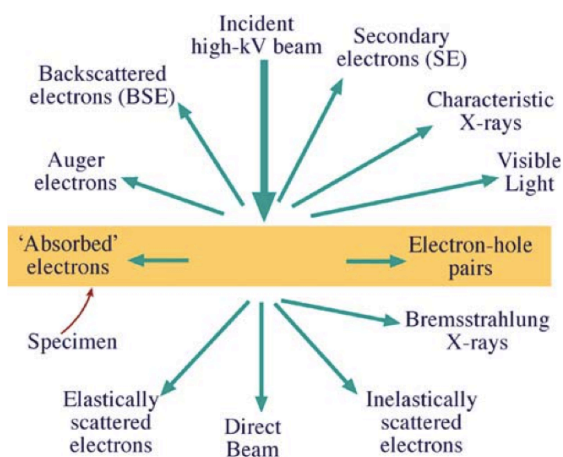 Incident
high-kV beam
Secondary
electrons (SE)
Backscattered
electrons (BSE)
Characteristic
X-rays
Auger
electrons
Visible
Light
‘Absorbed’
electrons
Electron-hole
pairs
Specimen
Bremsstrahlung
X-rays
Elastically
scattered
electrons
Direct
Beam
Inelastically
scattered
electrons